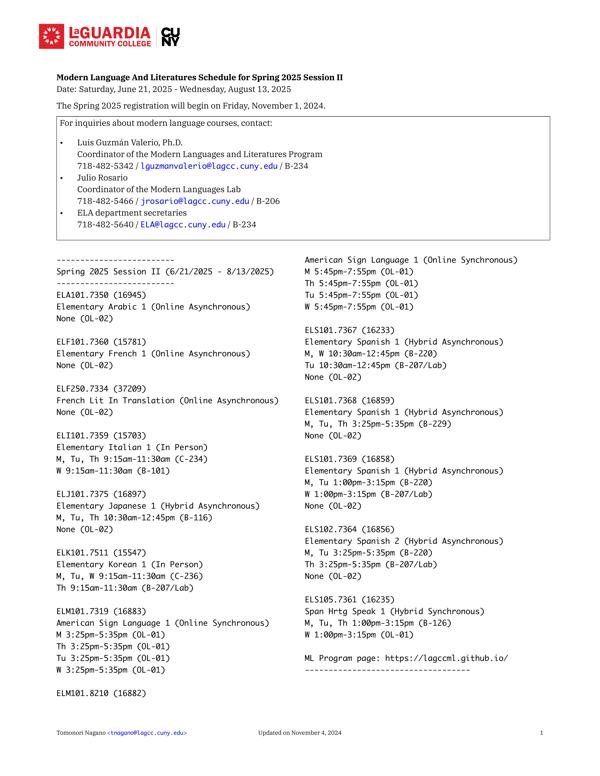 LaGUARDIA
COMMUNITY COLLEGE
CU
NY
Modern Language And Literatures Schedule for Spring 2025 Session II
Date: Saturday, June 21, 2025 - Wednesday, August 13, 2025
The Spring 2025 registration will begin on Friday, November 1, 2024.
For inquiries about modern language courses, contact:
• Luis Guzmán Valerio, Ph.D.
Coordinator of the Modern Languages and Literatures Program
718-482-5342 / lguzmanvalerio@lagcc.cuny.edu / B-234
• Julio Rosario
Coordinator of the Modern Languages Lab
718-482-5466 / jrosario@lagcc.cuny.edu / B-206
• ELA department secretaries
718-482-5640 / ELA@lagcc.cuny.edu / B-234
-------------------------
Spring 2025 Session II (6/21/2025 - 8/13/2025)
-------------------------
ELA101.7350 (16945)
Elementary Arabic 1 (Online Asynchronous)
None (OL-02)
ELF101.7360 (15781)
Elementary French 1 (Online Asynchronous)
None (OL-02)
ELF250.7334 (37209)
French Lit In Translation (Online Asynchronous)
None (OL-02)
ELI101.7359 (15703)
Elementary Italian 1 (In Person)
M, Tu, Th 9:15am-11:30am (C-234)
W 9:15am-11:30am (B-101)
ELJ101.7375 (16897)
Elementary Japanese 1 (Hybrid Asynchronous)
M, Tu, Th 10:30am-12:45pm (B-116)
None (OL-02)
ELK101.7511 (15547)
Elementary Korean 1 (In Person)
M, Tu, W 9:15am-11:30am (C-236)
Th 9:15am-11:30am (B-207/Lab)
ELM101.7319 (16883)
American Sign Language 1 (Online Synchronous)
M 3:25pm-5:35pm (OL-01)
Th 3:25pm-5:35pm (OL-01)
Tu 3:25pm-5:35pm (OL-01)
W 3:25pm-5:35pm (OL-01)
ELM101.8210 (16882)
American Sign Language 1 (Online Synchronous)
M 5:45pm-7:55pm (OL-01)
Th 5:45pm-7:55pm (OL-01)
Tu 5:45pm-7:55pm (OL-01)
W 5:45pm-7:55pm (OL-01)
ELS101.7367 (16233)
Elementary Spanish 1 (Hybrid Asynchronous)
M, W 10:30am-12:45pm (B-220)
Tu 10:30am-12:45pm (B-207/Lab)
None (OL-02)
ELS101.7368 (16859)
Elementary Spanish 1 (Hybrid Asynchronous)
M, Tu, Th 3:25pm-5:35pm (B-229)
None (OL-02)
ELS101.7369 (16858)
Elementary Spanish 1 (Hybrid Asynchronous)
M, Tu 1:00pm-3:15pm (B-220)
W 1:00pm-3:15pm (B-207/Lab)
None (OL-02)
ELS102.7364 (16856)
Elementary Spanish 2 (Hybrid Asynchronous)
M, Tu 3:25pm-5:35pm (B-220)
Th 3:25pm-5:35pm (B-207/Lab)
None (OL-02)
ELS105.7361 (16235)
Span Hrtg Speak 1 (Hybrid Synchronous)
M, Tu, Th 1:00pm-3:15pm (B-126)
W 1:00pm-3:15pm (OL-01)
ML Program page: https://lagccml.github.io/
-----------------------------------
Tomonori Nagano <tnagano@lagcc.cuny.edu> Updated on November 4, 2024 1